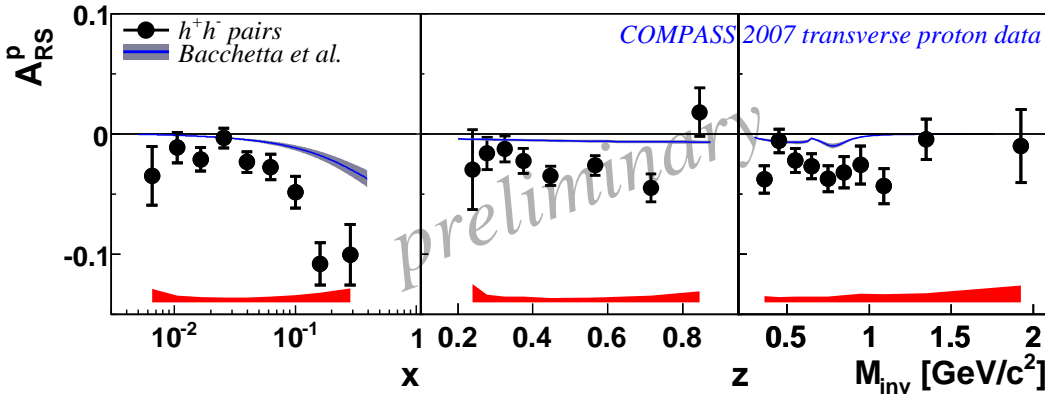 0.1
h⁺h⁻ pairs
COMPASS 2007 transverse proton data
Bacchetta et al.
A^p_RS
0
preliminary
-0.1
10⁻² 10⁻¹ 1 0.2 0.4 0.6 0.8 0.5 1 1.5 2
x z M_inv [GeV/c²]